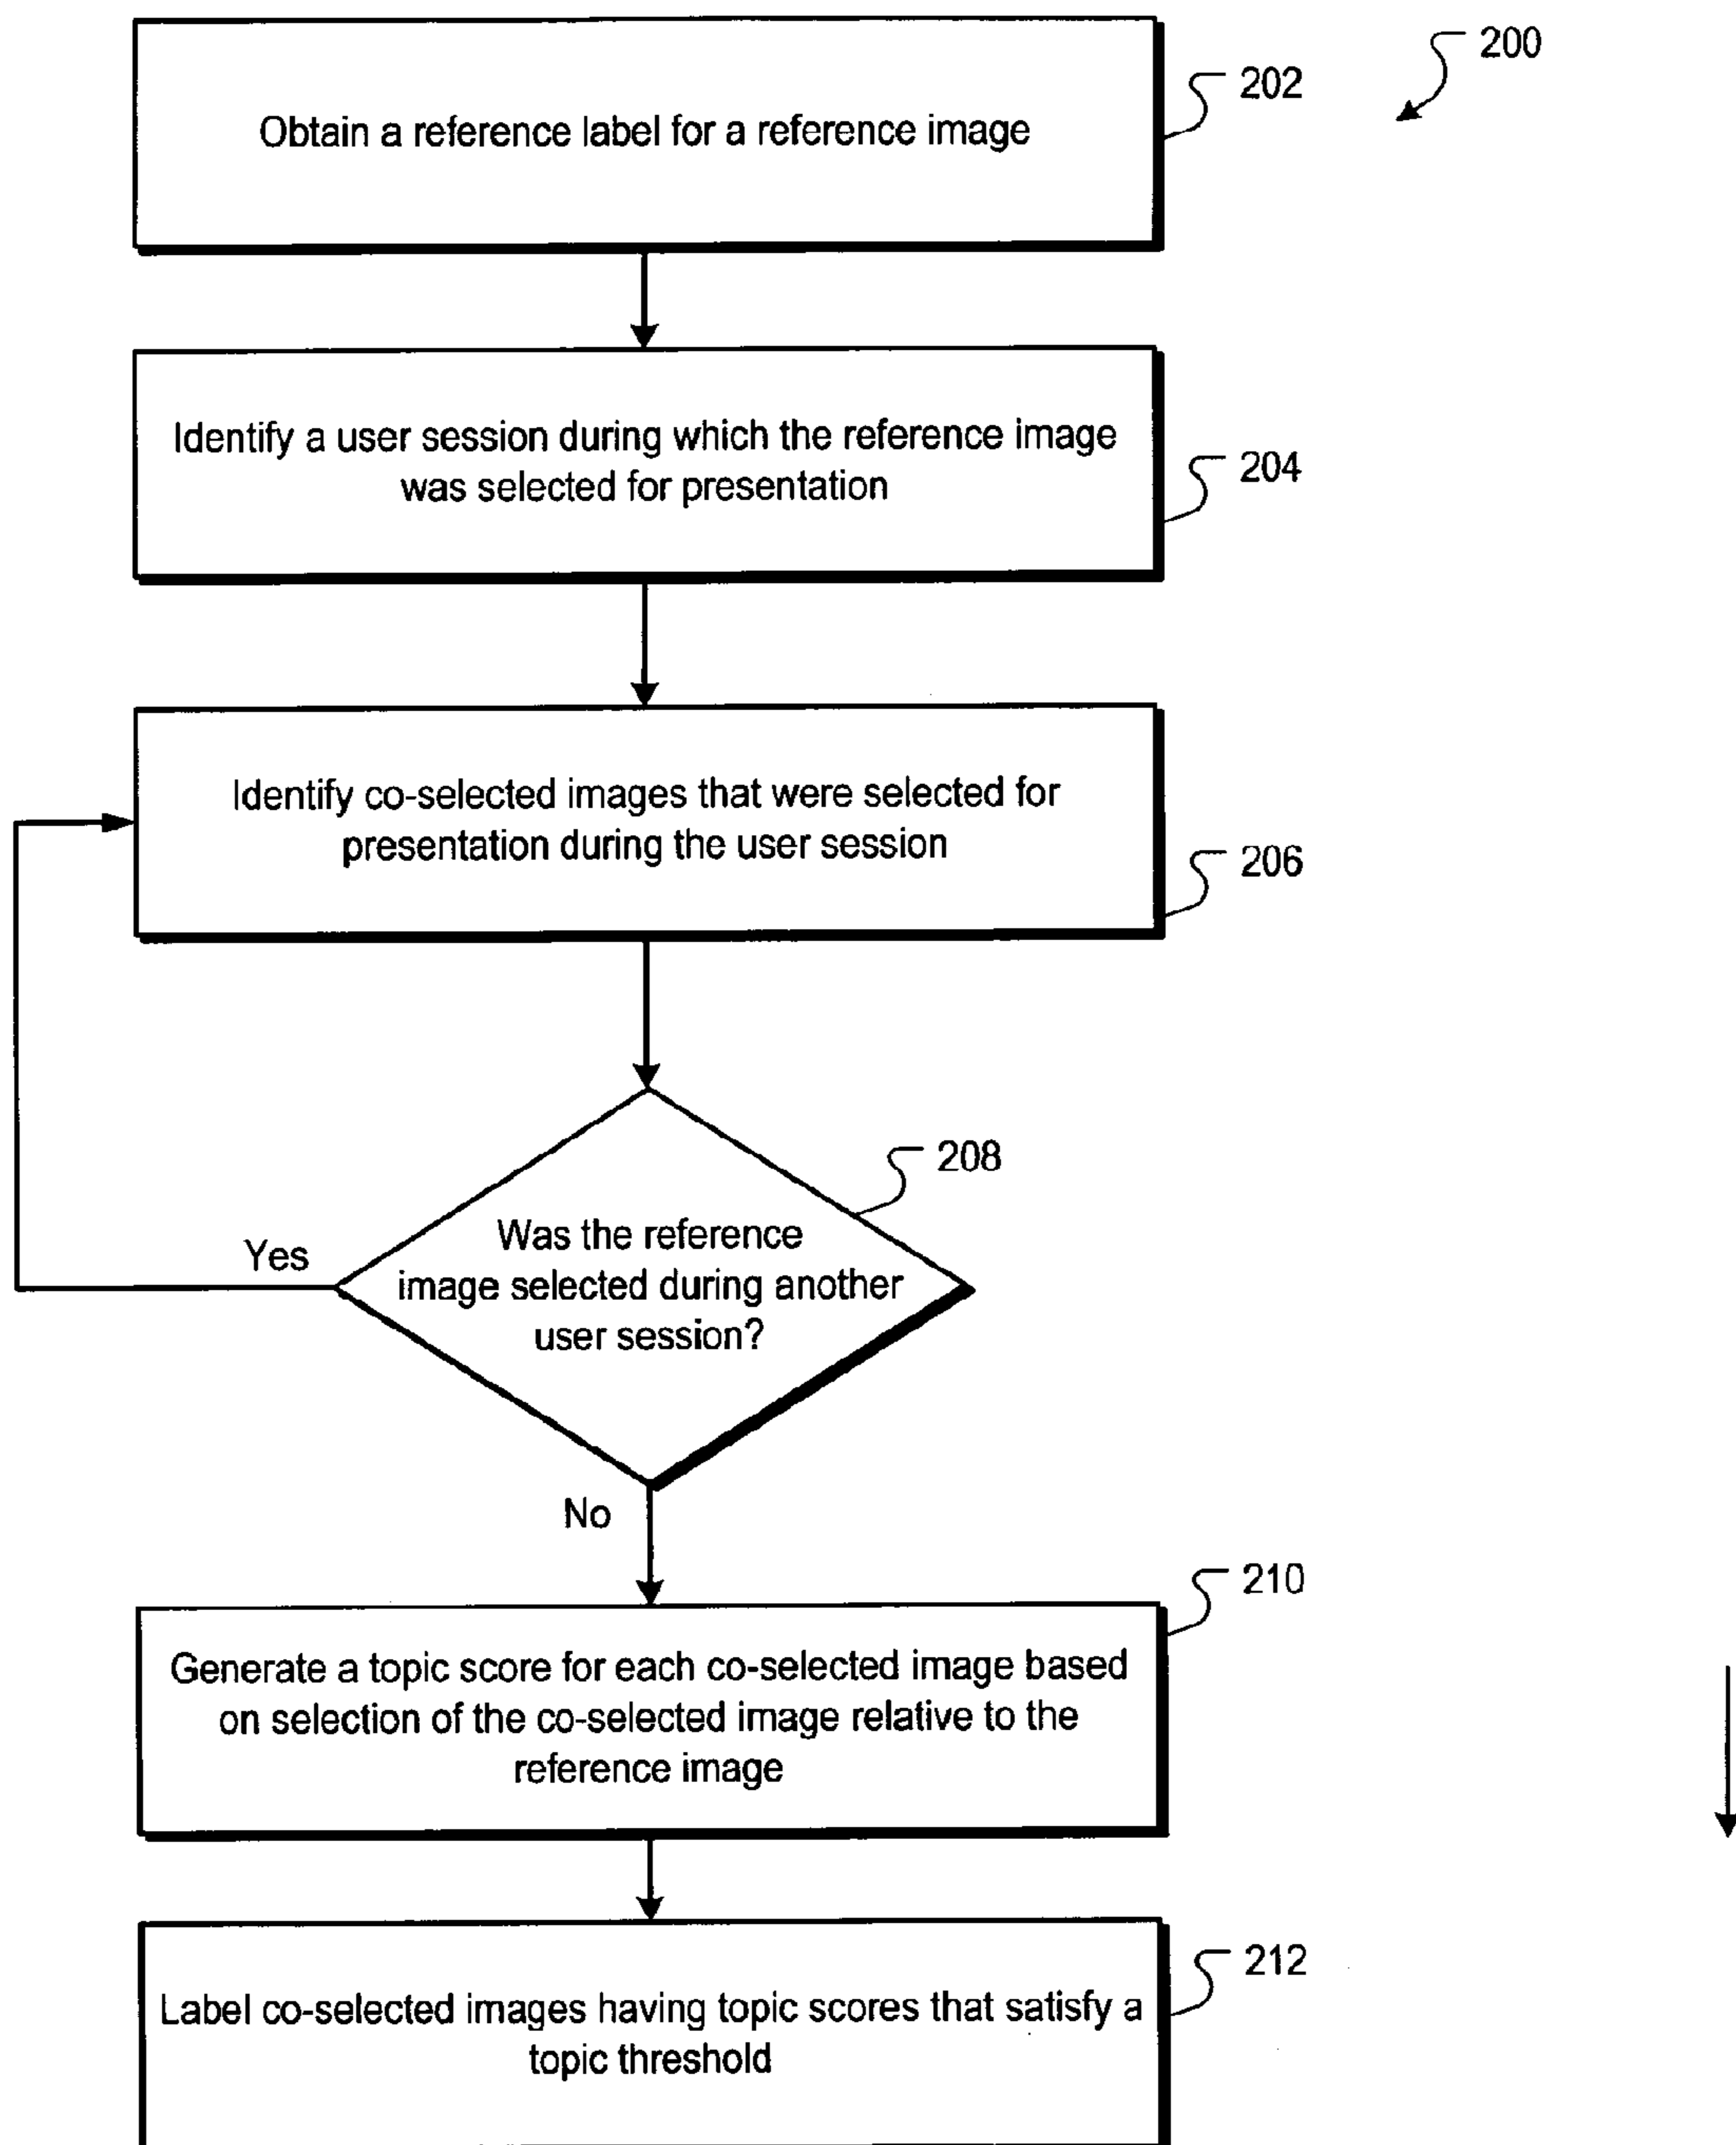 200
202
Obtain a reference label for a reference image
Identify a user session during which the reference image
was selected for presentation
204
Identify co-selected images that were selected for
presentation during the user session
206
208
Was the reference
image selected during another
user session?
Yes
No
210
Generate a topic score for each co-selected image based
on selection of the co-selected image relative to the
reference image
212
Label co-selected images having topic scores that satisfy a
topic threshold